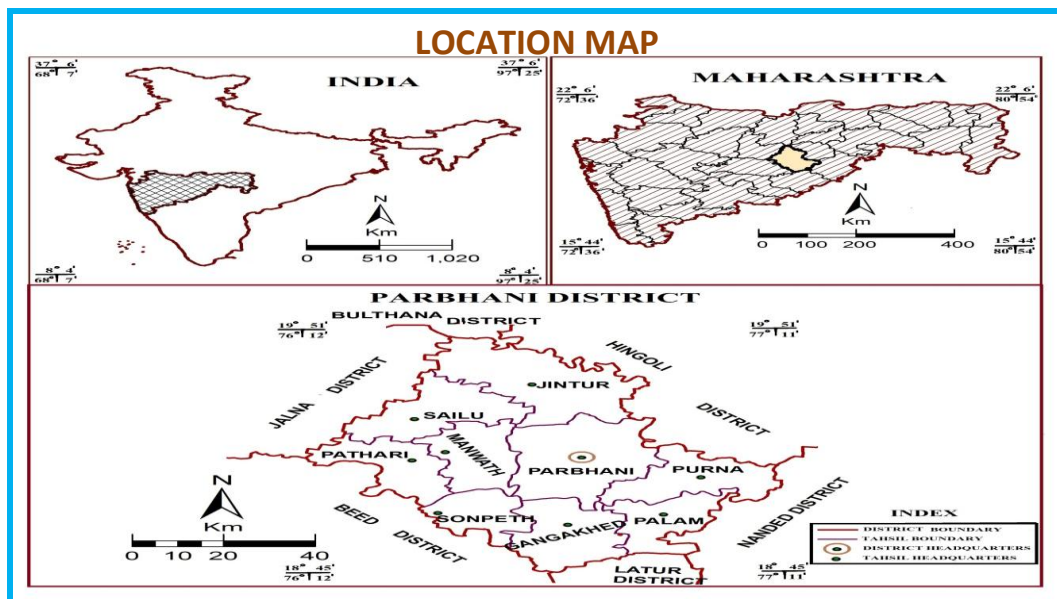 LOCATION MAP
37° 6'
68° 7'
INDIA
37° 6'
97° 25'
N
Km
0 510 1,020
8° 4'
68° 7'
8° 4'
97° 25'
MAHARASHTRA
22° 6'
72° 36'
22° 6'
80° 54'
N
Km
0 100 200 400
15° 44'
72° 36'
15° 44'
80° 54'
PARBHANI DISTRICT
19° 51'
76° 12'
BULTHANA DISTRICT
19° 51'
77° 11'
HINGOLI DISTRICT
JALNA DISTRICT
JINTUR
SAILU
MANWATH
PATHARI
PARBHANI
PURNA
N
Km
0 10 20 40
BEED DISTRICT
SONPETH
GANGAKHED
PALAM
NANDED DISTRICT
LATUR
DISTRICT
18° 45'
76° 12'
18° 45'
77° 11'
INDEX
DISTRICT BOUNDARY
TAHSIL BOUNDARY
DISTRICT HEADQUARTERS
TAHSIL HEADQUARTERS